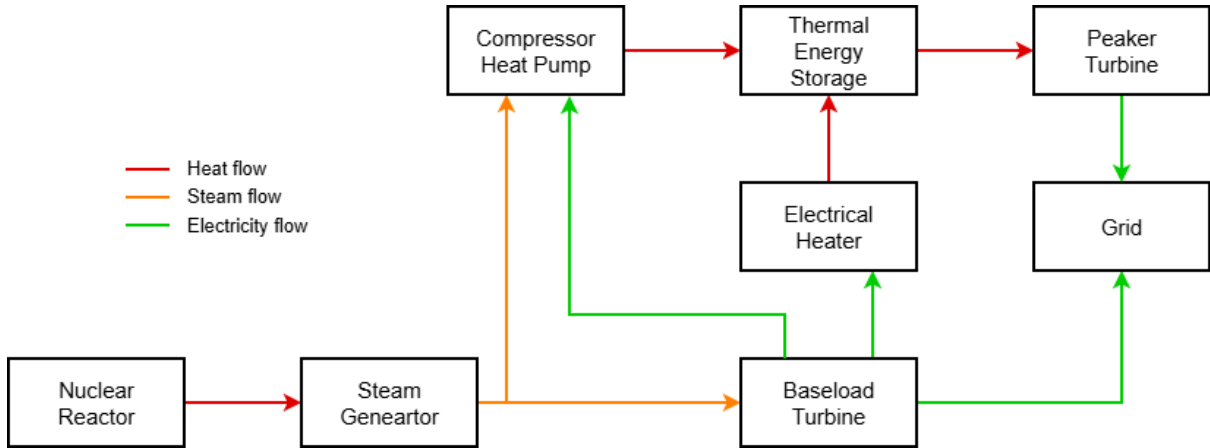 Compressor
Heat Pump
Thermal
Energy
Storage
Peaker
Turbine
Heat flow
Steam flow
Electricity flow
Electrical
Heater
Grid
Nuclear
Reactor
Steam
Geneartor
Baseload
Turbine